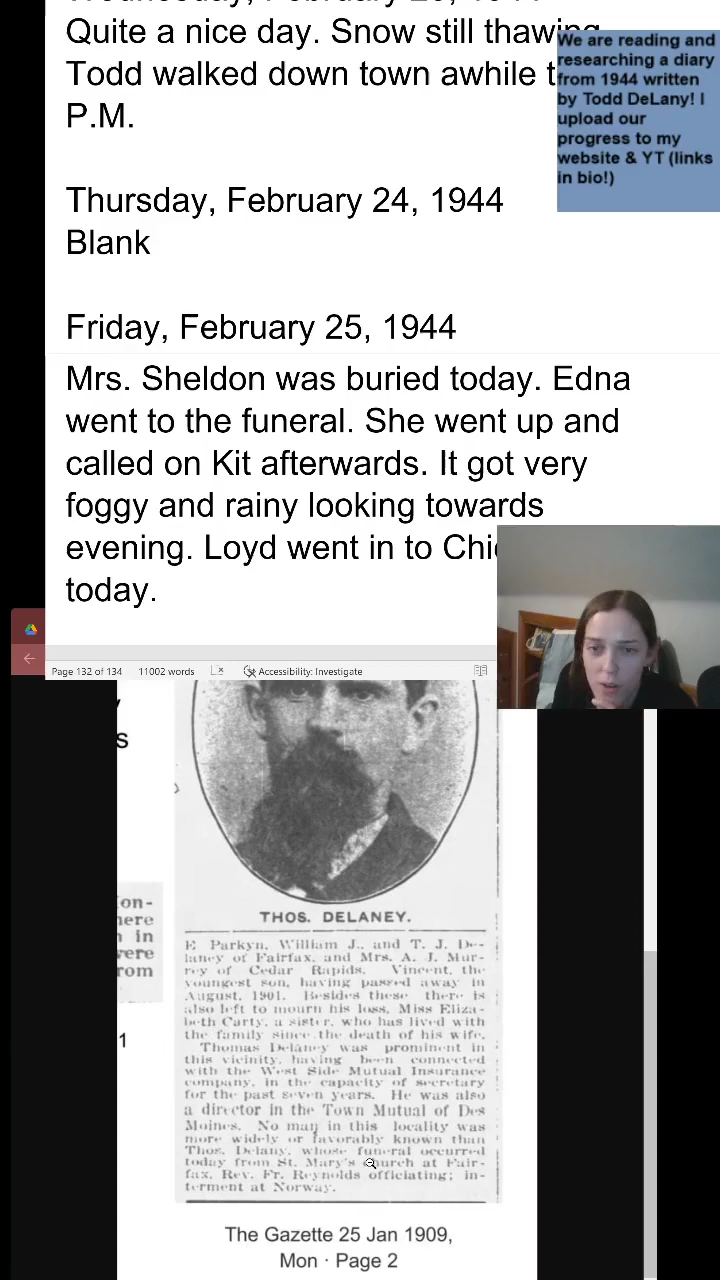 Quite a nice day. Snow still thawing
Todd walked down town awhile
P.M.
Thursday, February 24, 1944
Blank
Friday, February 25, 1944
Mrs. Sheldon was buried today. Edna
went to the funeral. She went up and
called on Kit afterwards. It got very
foggy and rainy looking towards
evening. Loyd went in to
today.
We are reading and
researching a diary
from 1944 written
by Todd DeLany! I
upload our
progress to my
website & YT (links
in bio!)
Page 132 of 134 11002 words Accessibility: Investigate
THOS. DELANEY.
E Parkyn, William J., and T. J. De-
laney of Fairfax, and Mrs. A. J. Mur-
rey of Cedar Rapids. Vincent, the
youngest son, having passed away in
August, 1901. Besides these there is
also left to mourn his loss, Miss Eliza-
beth Carty, a sister, who has lived with
the family since the death of his wife.
Thomas Delaney was prominent in
this vicinity, having been connected
with the West Side Mutual Insurance
company, in the capacity of secretary
for the past seven years. He was also
a director in the Town Mutual of Des
Moines. No man in this locality was
more widely or favorably known than
Thos. Delany, whose funeral occurred
today from St. Mary's church at Fair-
fax, Rev. Fr. Reynolds officiating; in-
terment at Norway.
The Gazette 25 Jan 1909,
Mon · Page 2